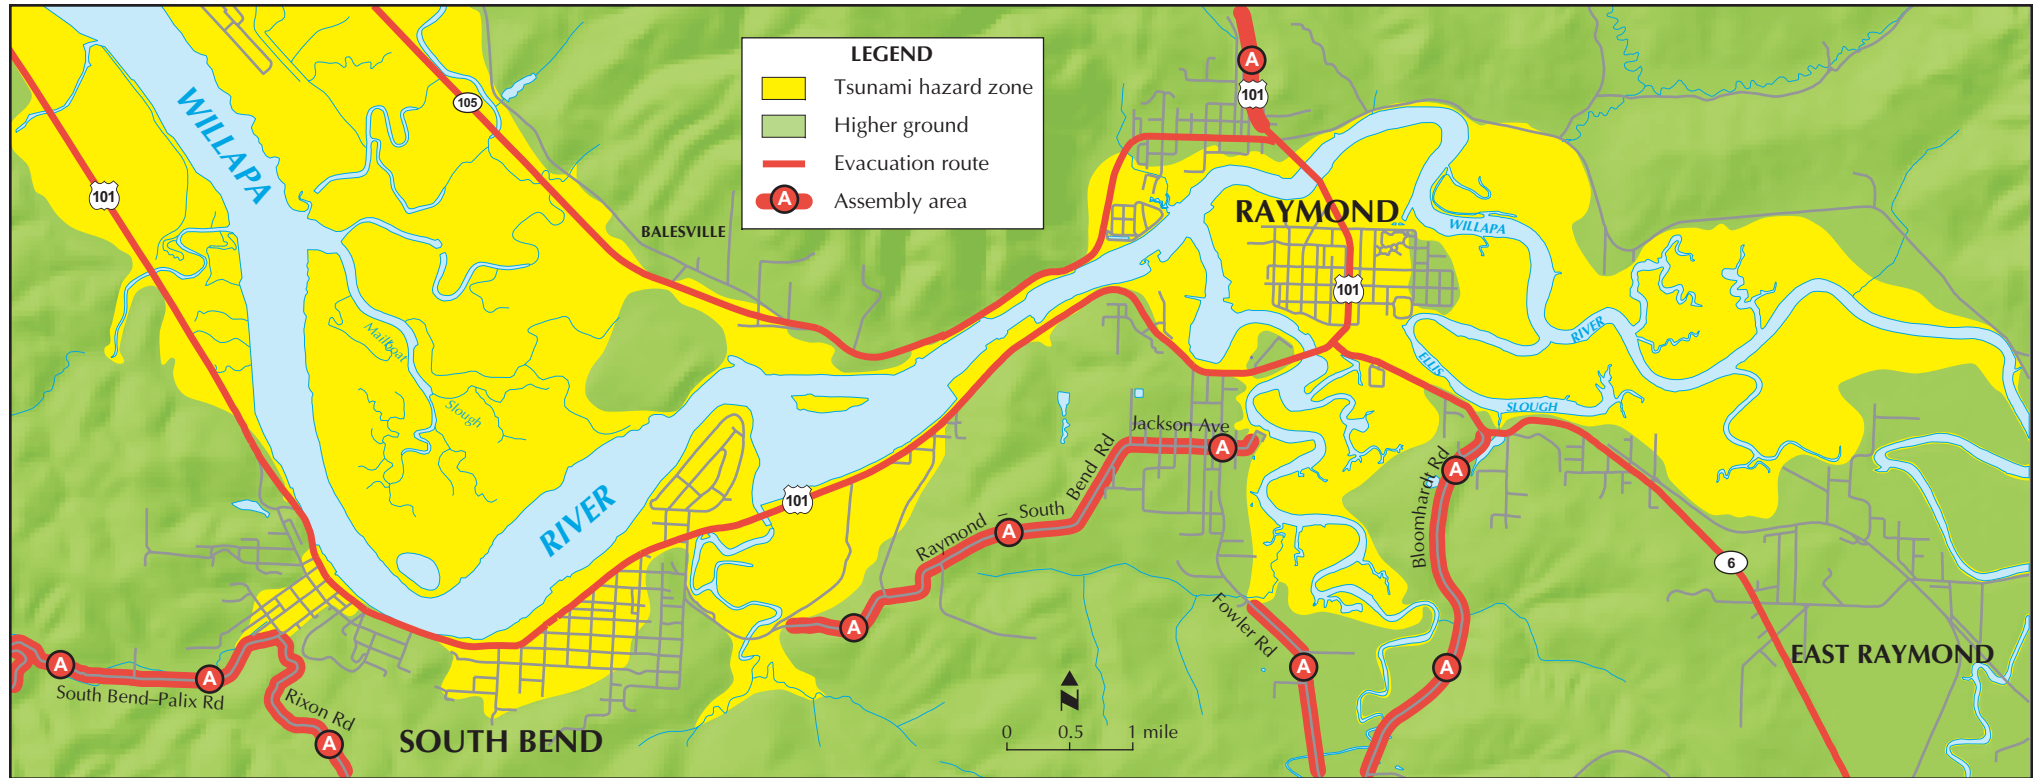 LEGEND
Tsunami hazard zone
Higher ground
Evacuation route
A
Assembly area
A
101
105
WILLAPA
101
BALESVILLE
RAYMOND
WILLAPA
101
Mailboat
Slough
RIVER
ELLIS
SLOUGH
Jackson Ave
A
Raymond – South Bend Rd
A
A
Bloomhardt Rd
A
A
101
RIVER
6
Fowler Rd
A
EAST RAYMOND
A
A
South Bend–Palix Rd
Rixon Rd
A
SOUTH BEND
N
0 0.5 1 mile